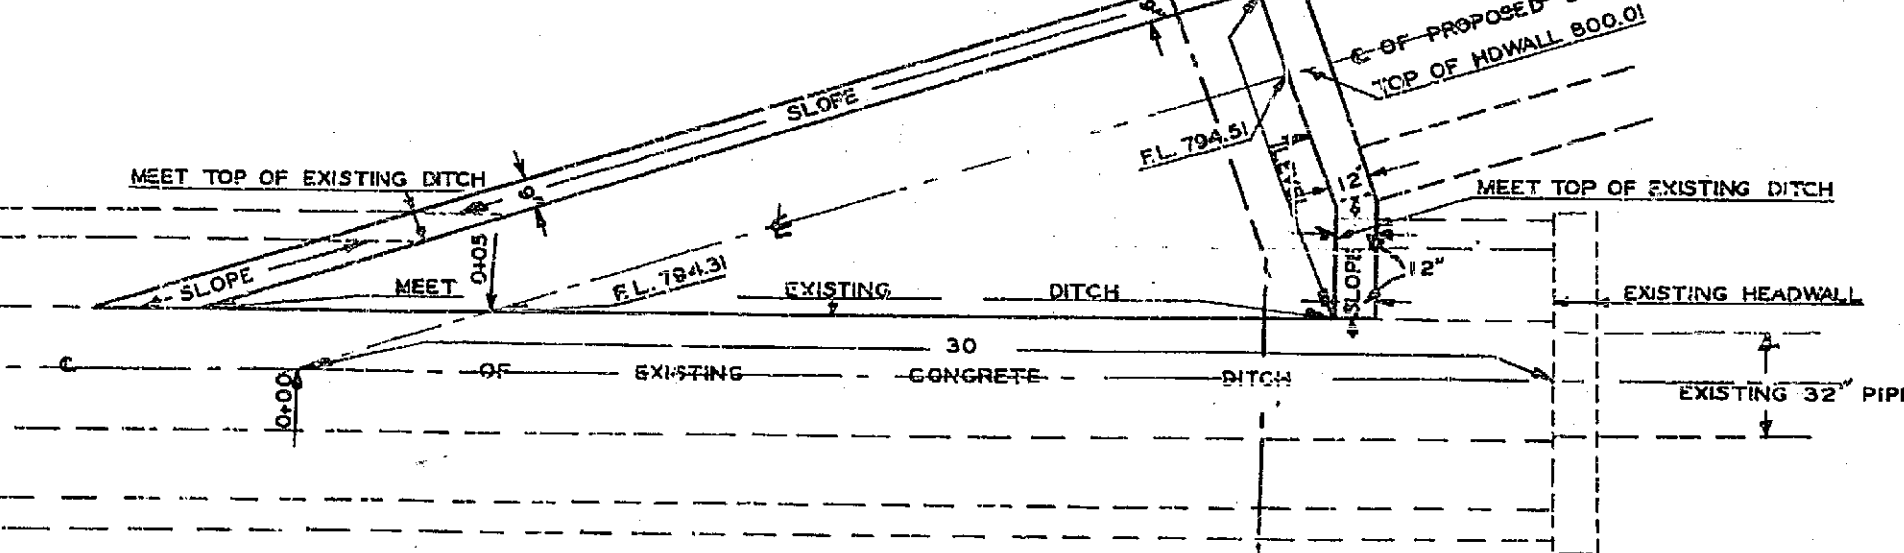 ℄ OF PROPOSED
TOP OF HDWALL 800.01
SLOPE
F.L. 794.51
MEET TOP OF EXISTING DITCH
6"
LEVEL
12"
MEET TOP OF EXISTING DITCH
0+05
SLOPE
F.L. 794.31
MEET EXISTING DITCH
SLOPE
12"
EXISTING HEADWALL
30
0+00
℄ OF EXISTING CONCRETE DITCH
EXISTING 32" PIPE